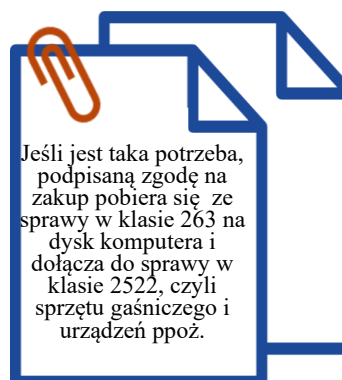 Jeśli jest taka potrzeba,
podpisaną zgodę na
zakup pobiera się  ze
sprawy w klasie 263 na
dysk komputera i
dołącza do sprawy w
klasie 2522, czyli
sprzętu gaśniczego i
urządzeń ppoż.